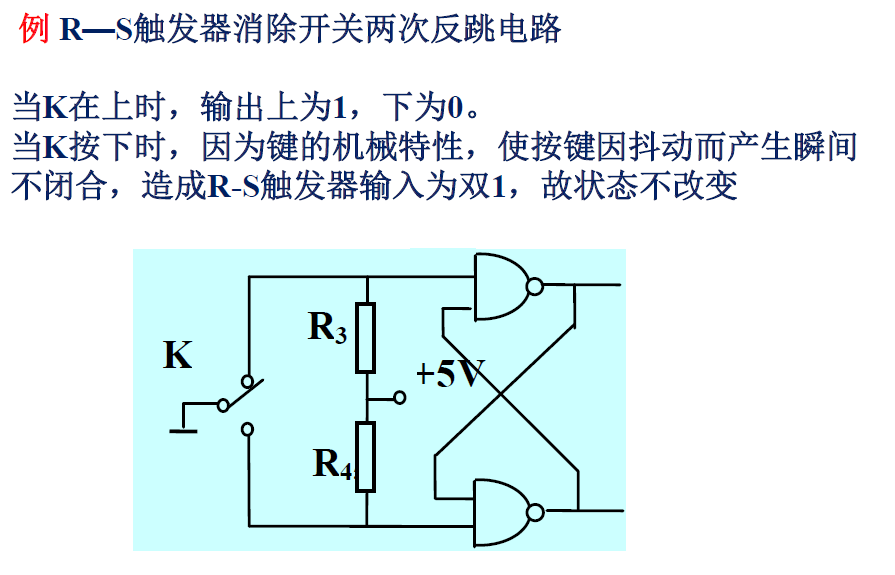 例 R—S触发器消除开关两次反跳电路
当K在上时，输出上为1，下为0。
当K按下时，因为键的机械特性，使按键因抖动而产生瞬间
不闭合，造成R-S触发器输入为双1，故状态不改变
R3
K
+5V
R4